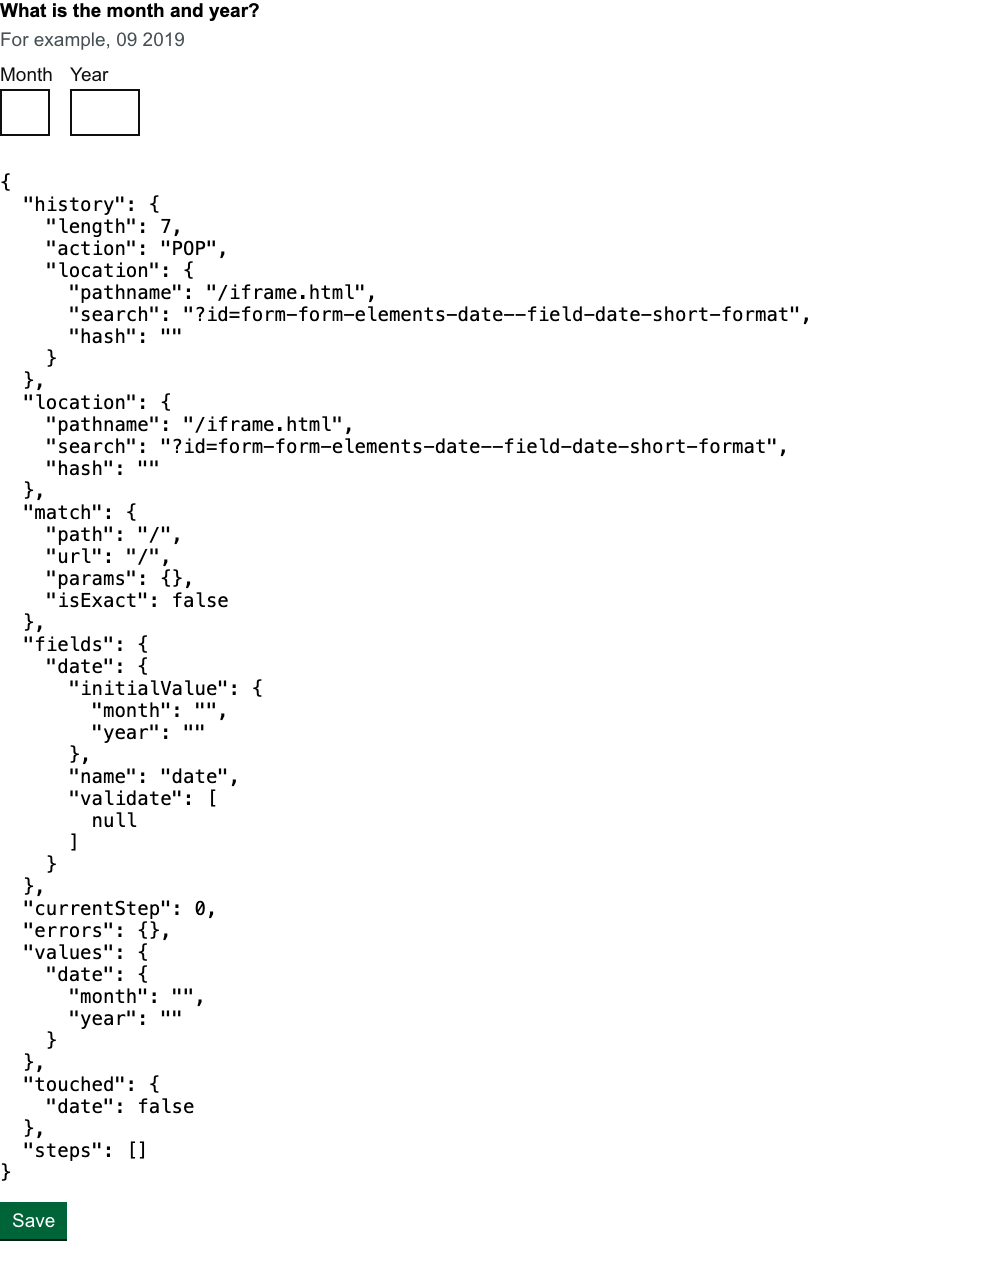 What is the month and year?
For example, 09 2019
Month Year
{
  "history": {
    "length": 7,
    "action": "POP",
    "location": {
      "pathname": "/iframe.html",
      "search": "?id=form-form-elements-date--field-date-short-format",
      "hash": ""
    }
  },
  "location": {
    "pathname": "/iframe.html",
    "search": "?id=form-form-elements-date--field-date-short-format",
    "hash": ""
  },
  "match": {
    "path": "/",
    "url": "/",
    "params": {},
    "isExact": false
  },
  "fields": {
    "date": {
      "initialValue": {
        "month": "",
        "year": ""
      },
      "name": "date",
      "validate": [
        null
      ]
    }
  },
  "currentStep": 0,
  "errors": {},
  "values": {
    "date": {
      "month": "",
      "year": ""
    }
  },
  "touched": {
    "date": false
  },
  "steps": []
}
Save